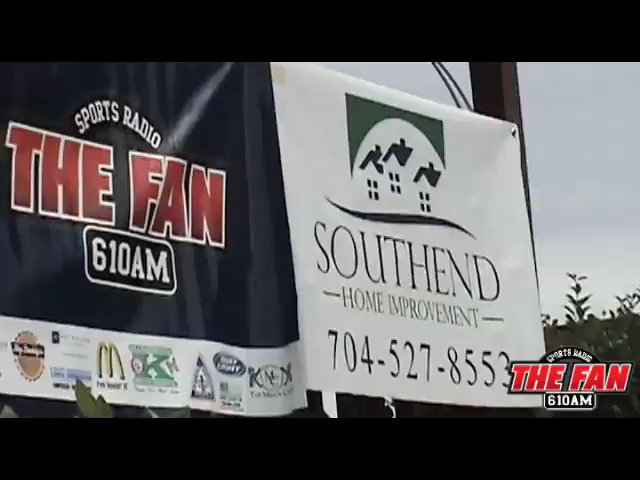 SPORTS RADIO
THE FAN
610AM
SOUTHEND
HOME IMPROVEMENT
704-527-8553
SPORTS RADIO
THE FAN
610AM